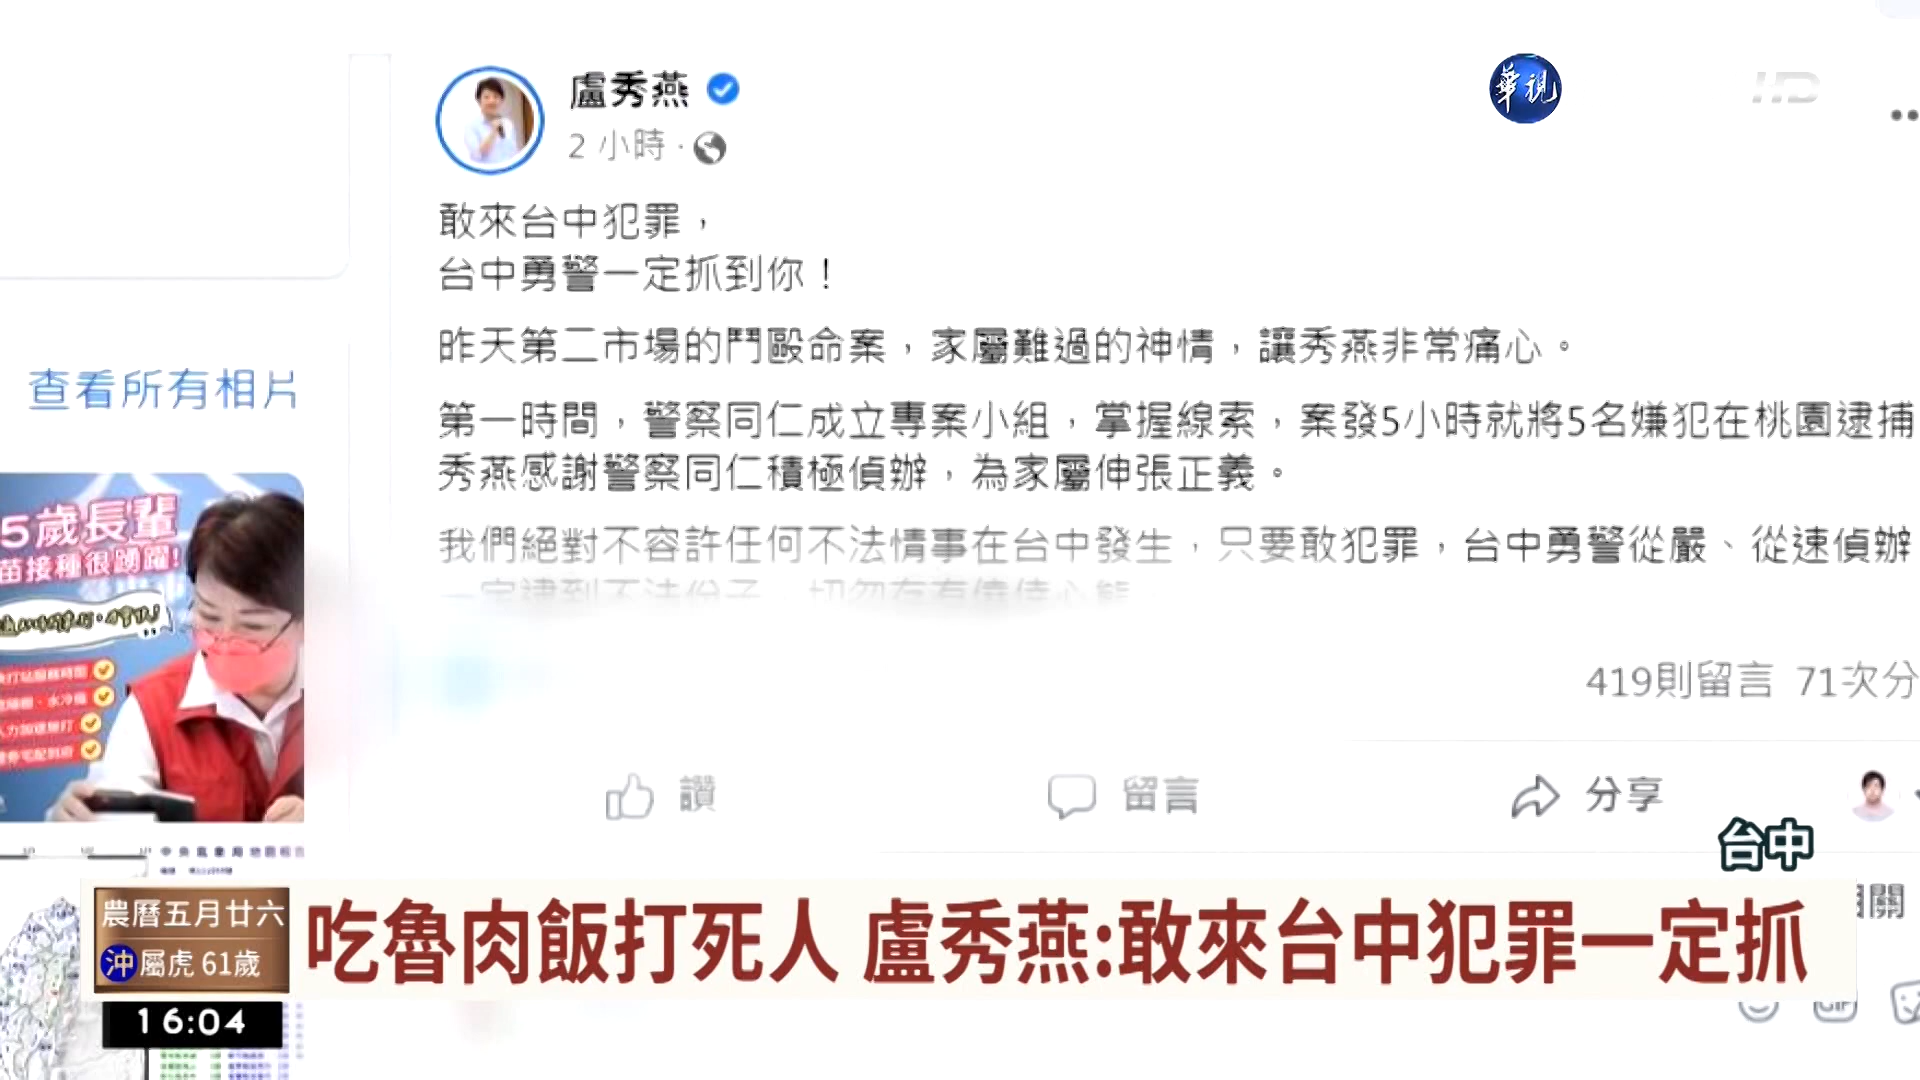 盧秀燕
華視
HD
2 小時
敢來台中犯罪，
台中勇警一定抓到你！
昨天第二市場的鬥毆命案，家屬難過的神情，讓秀燕非常痛心。
第一時間，警察同仁成立專案小組，掌握線索，案發5小時就將5名嫌犯在桃園逮捕
秀燕感謝警察同仁積極偵辦，為家屬伸張正義。
我們絕對不容許任何不法情事在台中發生，只要敢犯罪，台中勇警從嚴、從速偵辦
查看所有相片
5歲長輩
苗接種很踴躍!
419則留言 71次分
讚
留言
分享
台中
農曆五月廿六
沖屬虎 61歲
吃魯肉飯打死人 盧秀燕:敢來台中犯罪一定抓
16:04